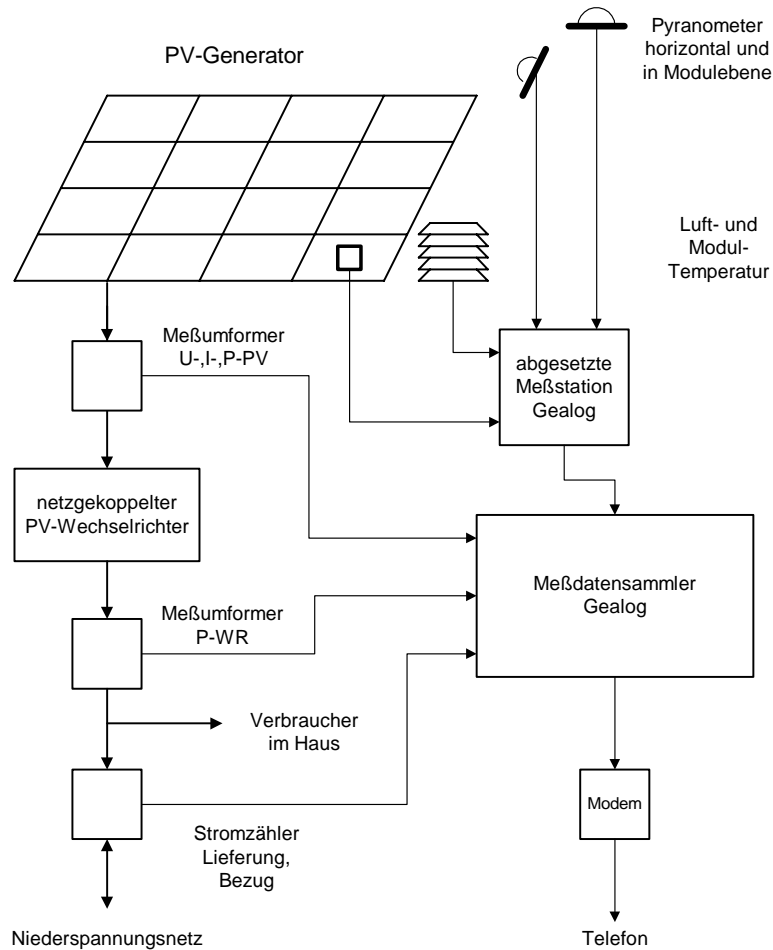 PV-Generator
Pyranometer
horizontal und
in Modulebene
Luft- und
Modul-
Temperatur
Meßumformer
U-,I-,P-PV
abgesetzte
Meßstation
Gealog
netzgekoppelter
PV-Wechselrichter
Meßdatensammler
Gealog
Meßumformer
P-WR
Verbraucher
im Haus
Modem
Stromzähler
Lieferung,
Bezug
Niederspannungsnetz
Telefon